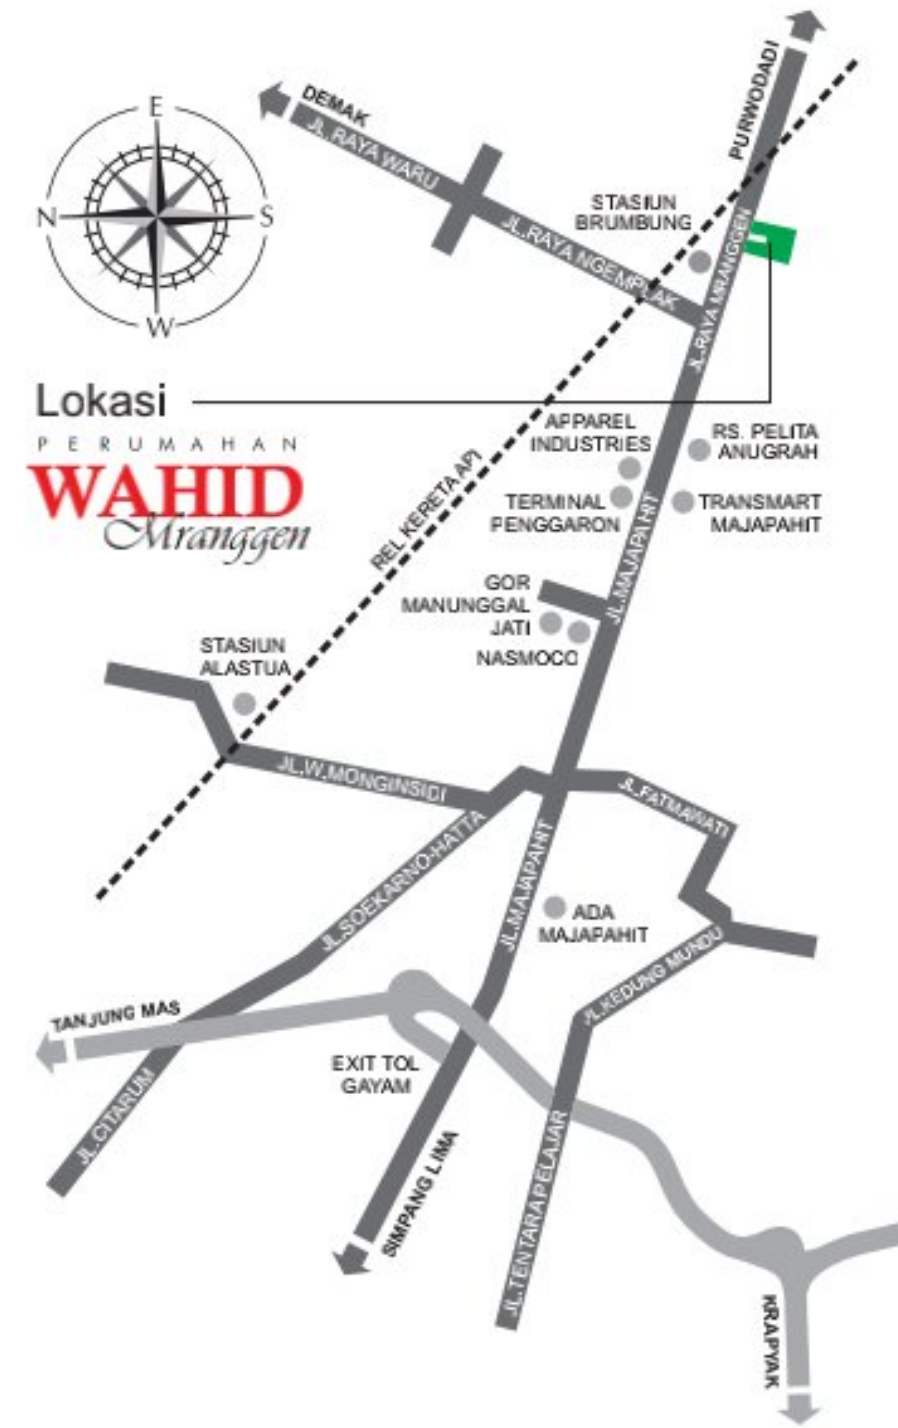 PURWODADI
DEMAK
JL. RAYA WARU
E
N
S
W
STASIUN
BRUMBUNG
JL.RAYA NGEMPLAK
JL.RAYA MRANGGEN
Lokasi
PERUMAHAN
WAHID
Mranggen
APPAREL
INDUSTRIES
RS. PELITA
ANUGRAH
TERMINAL
PENGGARON
TRANSMART
MAJAPAHIT
REL KERETA API
JL.MAJAPAHIT
GOR
MANUNGGAL
JATI
NASMOCO
STASIUN
ALASTUA
JL.W.MONGINSIDI
JL.FATMAWATI
JL.SOEKARNO-HATTA
JL.MAJAPAHIT
ADA
MAJAPAHIT
JL.KEDUNG MUNDU
TANJUNG MAS
EXIT TOL
GAYAM
JL.CITARUM
SIMPANG LIMA
JL.TENTARA PELAJAR
KRAPYAK